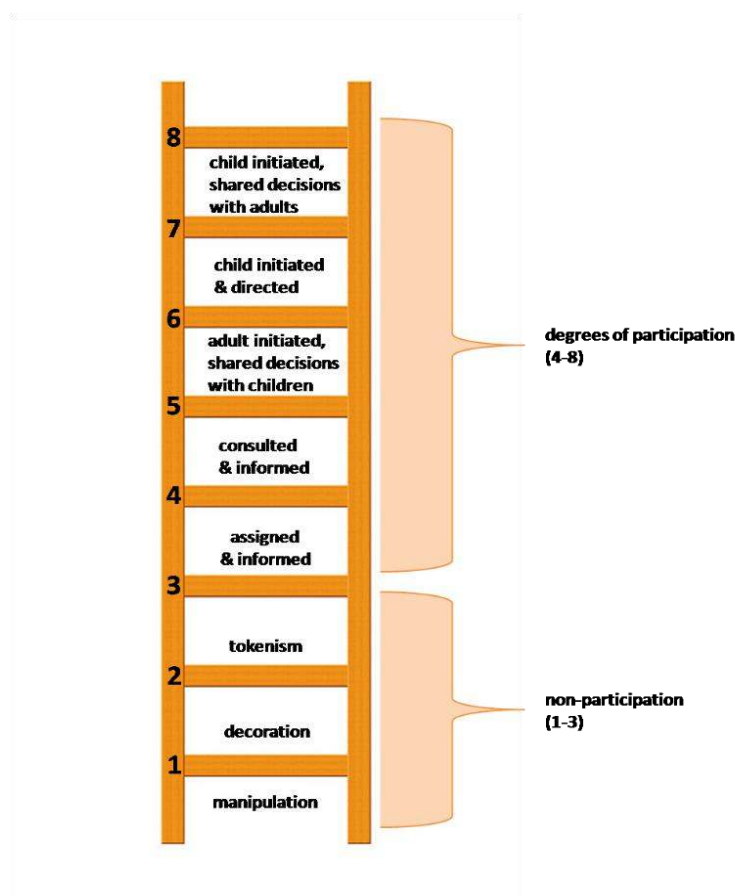 8
child initiated,
shared decisions
with adults
7
child initiated
& directed
6
adult initiated,
shared decisions
with children
5
consulted
& informed
4
assigned
& informed
3
tokenism
2
decoration
1
manipulation
degrees of participation
(4-8)
non-participation
(1-3)